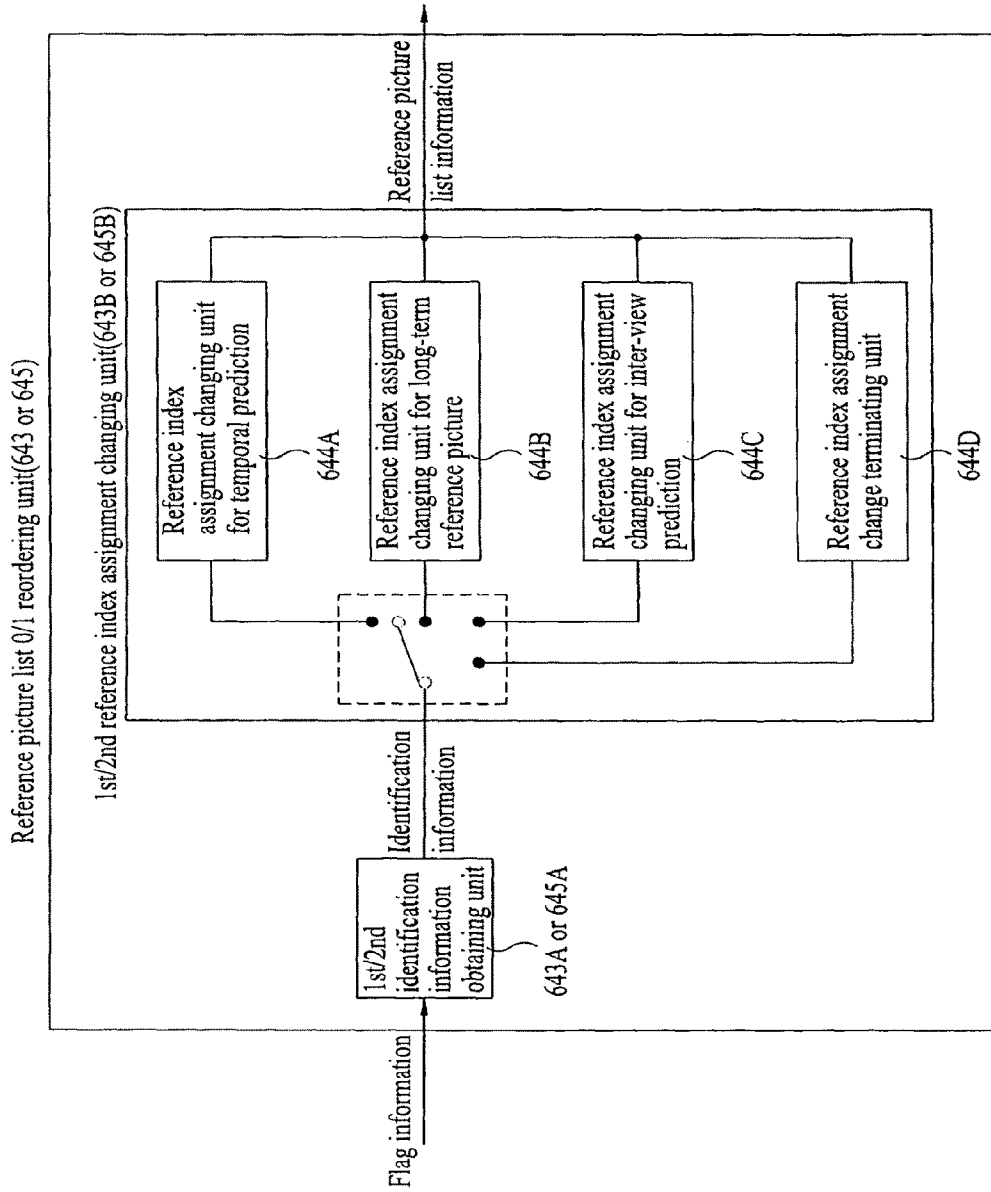 Reference picture list 0/1 reordering unit(643 or 645)
1st/2nd reference index assignment changing unit(643B or 645B)
Flag information
1st/2nd
identification
information
obtaining unit
643A or 645A
Identification
information
Reference index
assignment changing unit
for temporal prediction
644A
Reference index assignment
changing unit for long-term
reference picture
644B
Reference index assignment
changing unit for inter-view
prediction
644C
Reference index assignment
change terminating unit
644D
Reference picture
list information